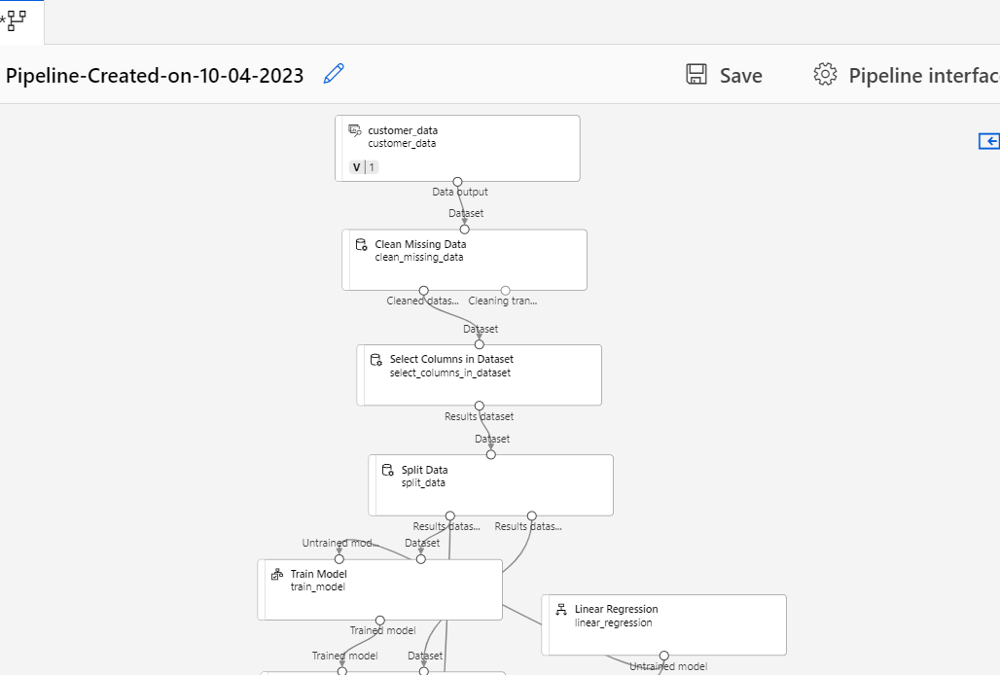 *
Pipeline-Created-on-10-04-2023
Save
Pipeline interfac
customer_data
customer_data
V | 1
Data output
Dataset
Clean Missing Data
clean_missing_data
Cleaned datas... Cleaning tran...
Dataset
Select Columns in Dataset
select_columns_in_dataset
Results dataset
Dataset
Split Data
split_data
Results datas... Results datas...
Untrained mod... Dataset
Train Model
train_model
Linear Regression
linear_regression
Trained model
Trained model Dataset
Untrained model